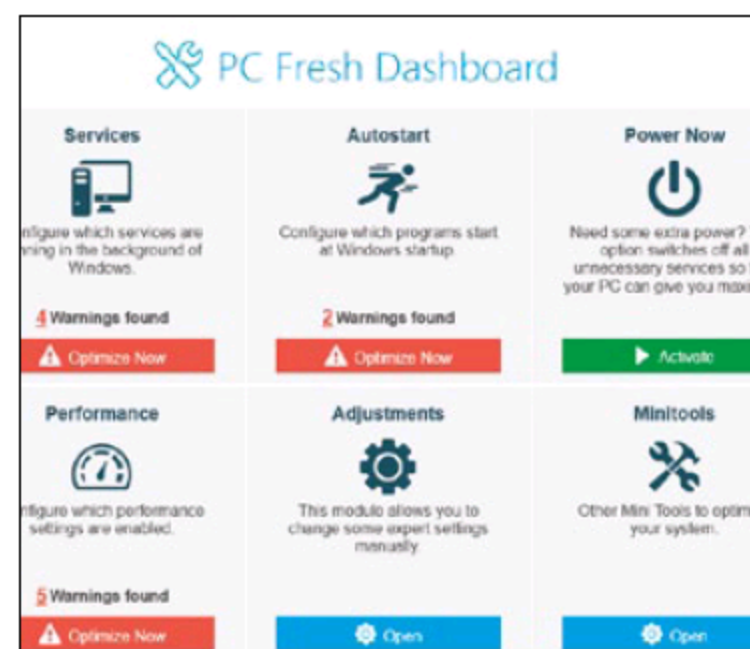 PC Fresh Dashboard
Services
nfigure which services are
nning in the background of
Windows.
4 Warnings found
Optimize Now
Autostart
Configure which programs start
at Windows startup.
2 Warnings found
Optimize Now
Power Now
Need some extra power?
option switches off all
unnecessary services so
your PC can give you maxi
Activate
Performance
nfigure which performance
settings are enabled.
5 Warnings found
Optimize Now
Adjustments
This module allows you to
change some expert settings
manually.
Open
Minitools
Other Mini Tools to optim
your system.
Open